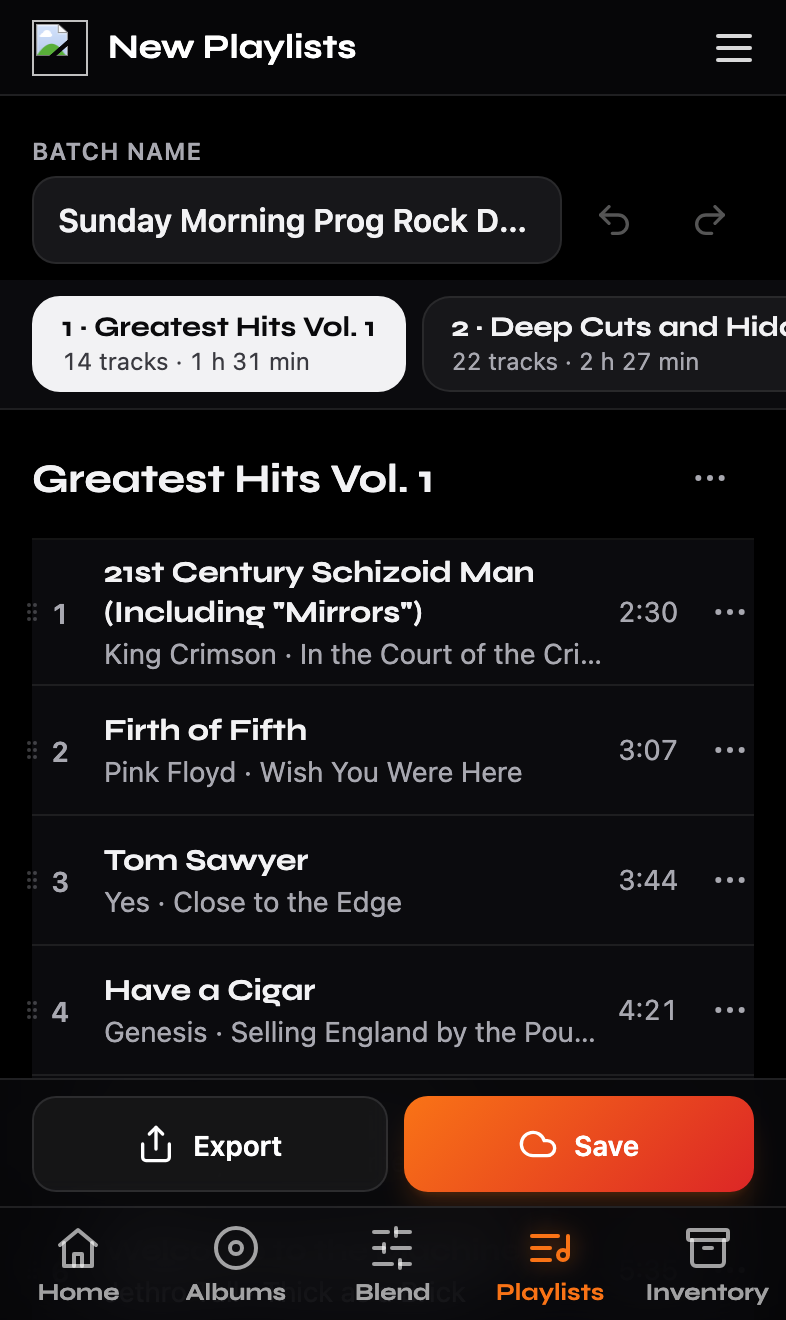 New Playlists
BATCH NAME
Sunday Morning Prog Rock D...
1 · Greatest Hits Vol. 1
14 tracks · 1 h 31 min
2 · Deep Cuts and Hidd
22 tracks · 2 h 27 min
Greatest Hits Vol. 1
1
21st Century Schizoid Man
(Including "Mirrors")
King Crimson · In the Court of the Cri...
2:30
2
Firth of Fifth
Pink Floyd · Wish You Were Here
3:07
3
Tom Sawyer
Yes · Close to the Edge
3:44
4
Have a Cigar
Genesis · Selling England by the Pou...
4:21
Export
Save
Home
Albums
Blend
Playlists
Inventory